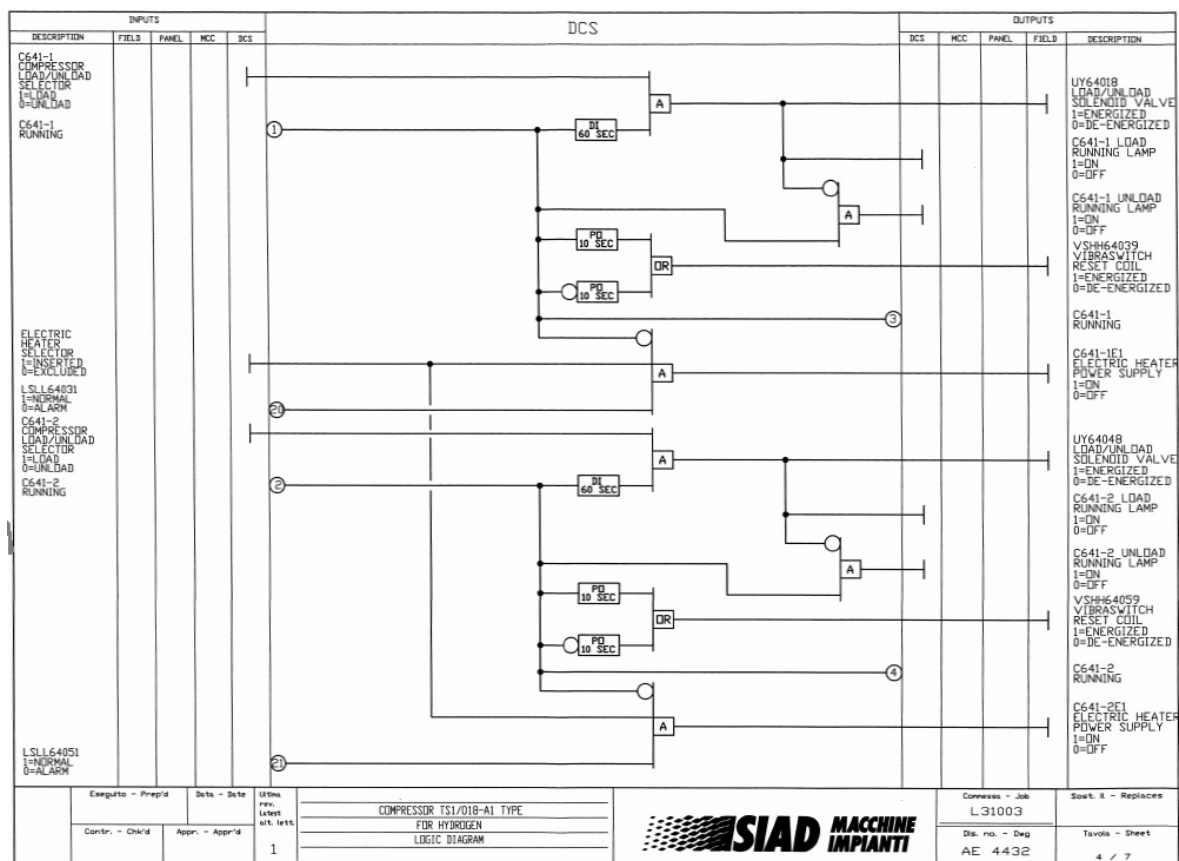 INPUTS
DCS
OUTPUTS
DESCRIPTION
FIELD
PANEL
MCC
DCS
DCS
MCC
PANEL
FIELD
DESCRIPTION
C641-1
COMPRESSOR
LOAD/UNLOAD
SELECTOR
1=LOAD
0=UNLOAD
A
UY64018
LOAD/UNLOAD
SOLENOID VALVE
1=ENERGIZED
0=DE-ENERGIZED
C641-1
RUNNING
1
DI
60 SEC
C641-1 LOAD
RUNNING LAMP
1=ON
0=OFF
A
C641-1 UNLOAD
RUNNING LAMP
1=ON
0=OFF
PO
10 SEC
OR
PO
10 SEC
VSHH64039
VIBRASWITCH
RESET COIL
1=ENERGIZED
0=DE-ENERGIZED
3
C641-1
RUNNING
ELECTRIC
HEATER
SELECTOR
1=INSERTED
0=EXCLUDED
A
C641-1E1
ELECTRIC HEATER
POWER SUPPLY
1=ON
0=OFF
LSLL64031
1=NORMAL
0=ALARM
20
C641-2
COMPRESSOR
LOAD/UNLOAD
SELECTOR
1=LOAD
0=UNLOAD
A
UY64048
LOAD/UNLOAD
SOLENOID VALVE
1=ENERGIZED
0=DE-ENERGIZED
C641-2
RUNNING
2
DI
60 SEC
C641-2 LOAD
RUNNING LAMP
1=ON
0=OFF
A
C641-2 UNLOAD
RUNNING LAMP
1=ON
0=OFF
PO
10 SEC
OR
PO
10 SEC
VSHH64059
VIBRASWITCH
RESET COIL
1=ENERGIZED
0=DE-ENERGIZED
4
C641-2
RUNNING
A
C641-2E1
ELECTRIC HEATER
POWER SUPPLY
1=ON
0=OFF
LSLL64051
1=NORMAL
0=ALARM
21
Eseguito - Prep'd
Data - Date
Contr. - Chk'd
Appr. - Appr'd
Ultima
rev.
Latest
alt. lett.
1
COMPRESSOR TS1/018-A1 TYPE
FOR HYDROGEN
LOGIC DIAGRAM
SIAD MACCHINE
IMPIANTI
Commessa - Job
L31003
Dis. no. - Dwg
AE 4432
Sost. il - Replaces
Tavola - Sheet
4 / 7